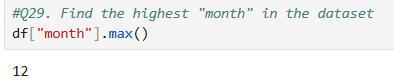 #Q29. Find the highest "month" in the dataset
df["month"].max()
12